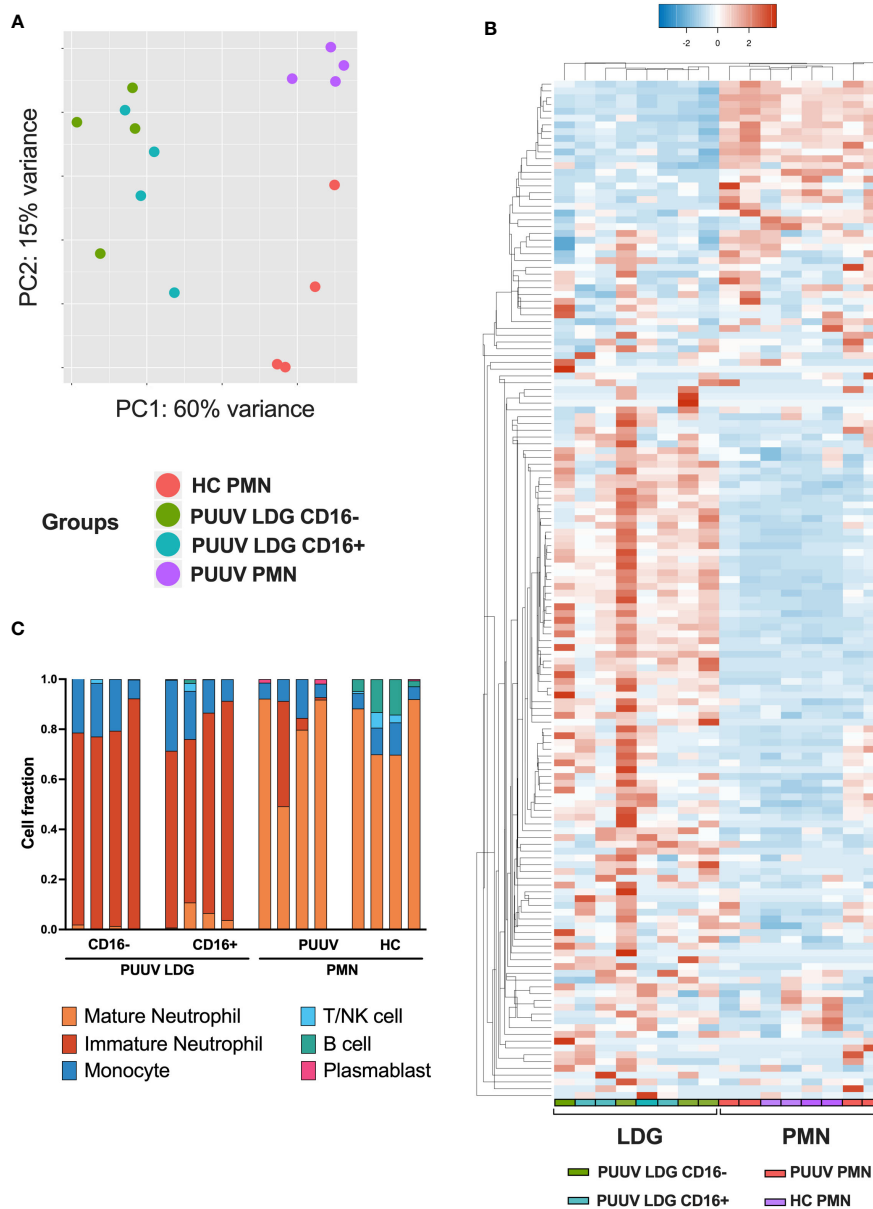 A
PC2: 15% variance
PC1: 60% variance
Groups
HC PMN
PUUV LDG CD16-
PUUV LDG CD16+
PUUV PMN
B
-2 0 2
LDG PMN
PUUV LDG CD16- PUUV PMN
PUUV LDG CD16+ HC PMN
C
Cell fraction
1.0
0.8
0.6
0.4
0.2
0.0
CD16- CD16+ PUUV HC
PUUV LDG PMN
Mature Neutrophil T/NK cell
Immature Neutrophil B cell
Monocyte Plasmablast